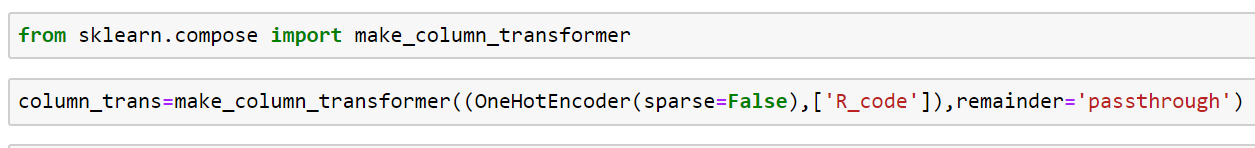 from sklearn.compose import make_column_transformer
column_trans=make_column_transformer((OneHotEncoder(sparse=False),['R_code']),remainder='passthrough')